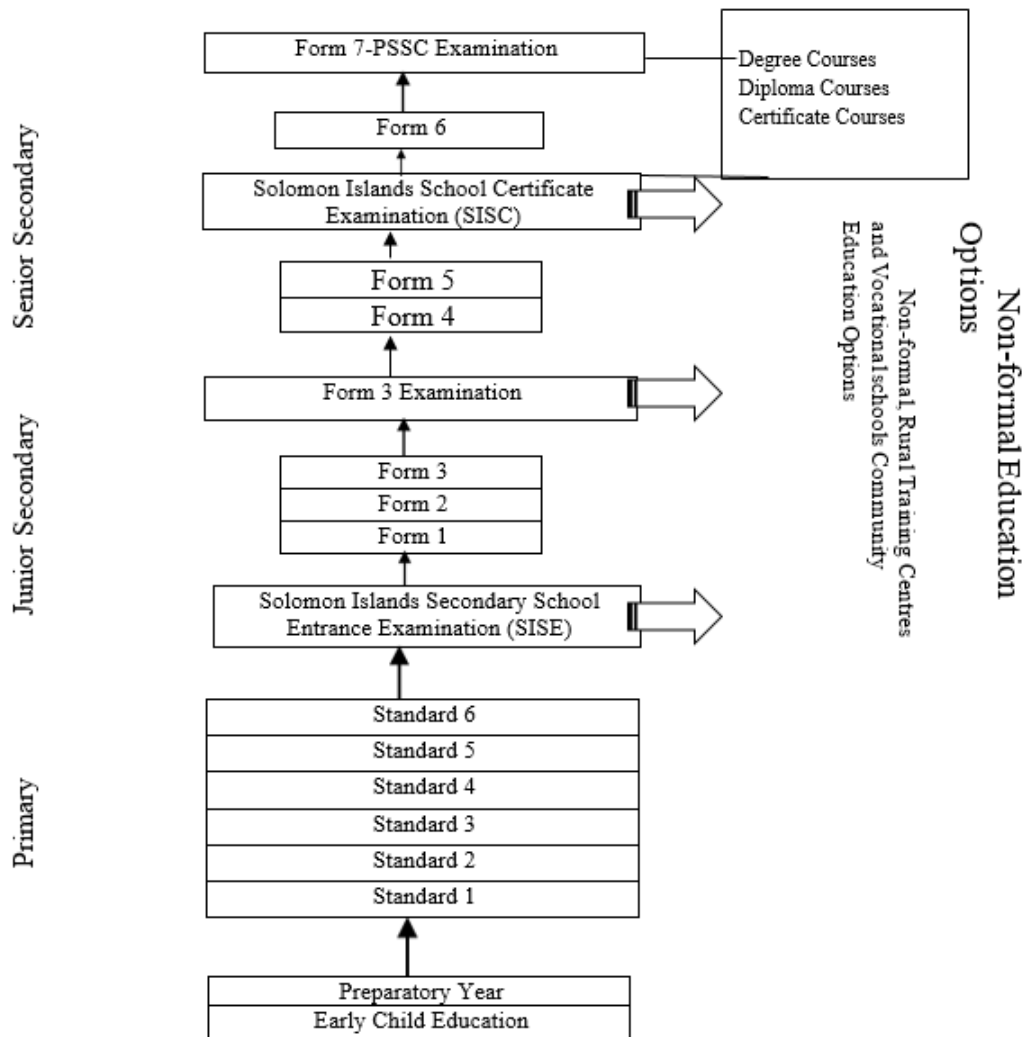 Form 7-PSSC Examination
Degree Courses
Diploma Courses
Certificate Courses
Form 6
Solomon Islands School Certificate
Examination (SISC)
Senior Secondary
Form 5
Form 4
Form 3 Examination
Non-formal Education
Options
Non-formal, Rural Training Centres
and Vocational schools Community
Education Options
Junior Secondary
Form 3
Form 2
Form 1
Solomon Islands Secondary School
Entrance Examination (SISE)
Primary
Standard 6
Standard 5
Standard 4
Standard 3
Standard 2
Standard 1
Preparatory Year
Early Child Education